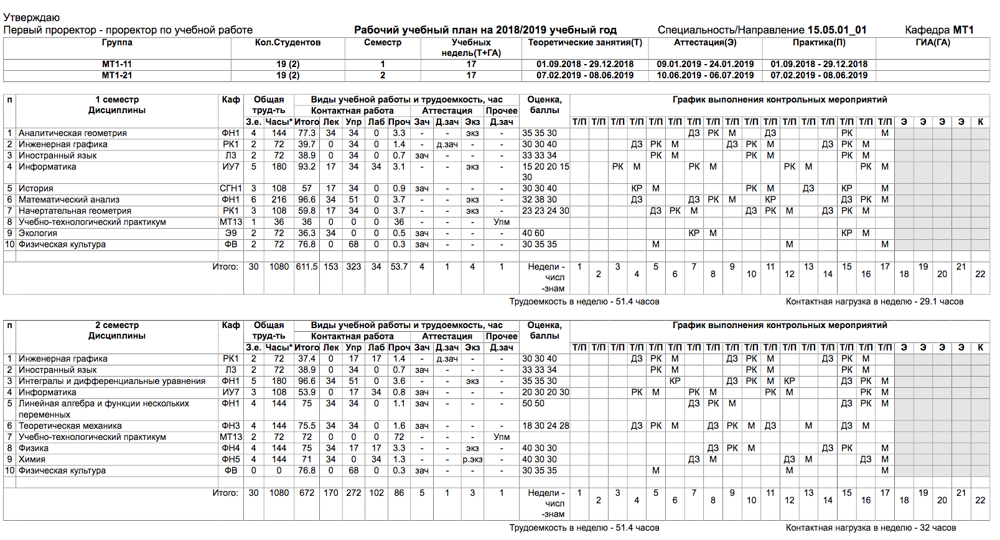 Утверждаю
Первый проректор - проректор по учебной работе Рабочий учебный план на 2018/2019 учебный год Специальность/Направление 15.05.01_01 Кафедра МТ1
Группа Кол.Студентов Семестр Учебных недель(Т+ГА) Теоретические занятия(Т) Аттестация(Э) Практика(П) ГИА(ГА)
МТ1-11 19 (2) 1 17 01.09.2018 - 29.12.2018 09.01.2019 - 24.01.2019 01.09.2018 - 29.12.2018
МТ1-21 19 (2) 2 17 07.02.2019 - 08.06.2019 10.06.2019 - 06.07.2019 07.02.2019 - 08.06.2019
п 1 семестр Каф Общая Виды учебной работы и трудоемкость, час Оценка, График выполнения контрольных мероприятий
Дисциплины труд-ть Контактная работа Аттестация Прочее баллы
З.е. Часы* Итого Лек Упр Лаб Проч Зач Д.зач Экз Д.зач Т/П Т/П Т/П Т/П Т/П Т/П Т/П Т/П Т/П Т/П Т/П Т/П Т/П Т/П Т/П Т/П Т/П Э Э Э Э К
1 Аналитическая геометрия ФН1 4 144 77.3 34 34 0 3.3 - - экз - 35 35 30 ДЗ РК М ДЗ РК М
2 Инженерная графика РК1 2 72 39.7 0 34 0 1.4 - д.зач - - 30 30 40 ДЗ РК М ДЗ РК М ДЗ РК М
3 Иностранный язык Л3 2 72 38.9 0 34 0 0.7 зач - - - 33 33 34 РК М РК М РК М
4 Информатика ИУ7 5 180 93.2 17 34 34 3.1 - - экз - 15 20 20 15 РК М РК М РК М РК М
30
5 История СГН1 3 108 57 17 34 0 0.9 зач - - - 30 30 40 КР М РК М ДЗ КР М
6 Математический анализ ФН1 6 216 96.6 34 51 0 3.7 - - экз - 32 38 30 ДЗ ДЗ РК М КР ДЗ РК М
7 Начертательная геометрия РК1 3 108 59.8 17 34 0 3.7 - - экз - 23 23 24 30 ДЗ РК М ДЗ РК М ДЗ РК М
8 Учебно-технологический практикум МТ13 1 36 36 0 0 0 36 - - - Упм
9 Экология Э9 2 72 36.3 34 0 0 0.5 зач - - - 40 60 КР М КР М
10 Физическая культура ФВ 2 72 76.8 0 68 0 0.3 зач - - - 30 35 35 М М М
Итого: 30 1080 611.5 153 323 34 53.7 4 1 4 1 Недели - 1 3 5 7 9 11 13 15 17 19 21
числ 2 4 6 8 10 12 14 16 18 20 22
-знам
Трудоемкость в неделю - 51.4 часов Контактная нагрузка в неделю - 29.1 часов
п 2 семестр Каф Общая Виды учебной работы и трудоемкость, час Оценка, График выполнения контрольных мероприятий
Дисциплины труд-ть Контактная работа Аттестация Прочее баллы
З.е. Часы* Итого Лек Упр Лаб Проч Зач Д.зач Экз Д.зач Т/П Т/П Т/П Т/П Т/П Т/П Т/П Т/П Т/П Т/П Т/П Т/П Т/П Т/П Т/П Т/П Т/П Э Э Э Э К
1 Инженерная графика РК1 2 72 37.4 0 17 17 1.4 - д.зач - - 30 30 40 ДЗ РК М ДЗ РК М ДЗ РК М
2 Иностранный язык Л3 2 72 38.9 0 34 0 0.7 зач - - - 33 33 34 РК М РК М РК М
3 Интегралы и дифференциальные уравнения ФН1 5 180 96.6 34 51 0 3.6 - - экз - 35 35 30 КР ДЗ РК М КР ДЗ РК М
4 Информатика ИУ7 3 108 53.9 0 17 34 0.8 зач - - - 20 30 20 30 РК М РК М РК М РК М
5 Линейная алгебра и функции нескольких ФН1 4 144 75 34 34 0 1.1 зач - - - 50 50 ДЗ РК М ДЗ РК М
переменных
6 Теоретическая механика ФН3 4 144 75.5 34 34 0 1.6 зач - - - 18 30 24 28 ДЗ РК М ДЗ РК М ДЗ М ДЗ М
7 Учебно-технологический практикум МТ13 2 72 72 0 0 0 72 - - - Упм
8 Физика ФН4 4 144 75 34 17 17 3.3 - - экз - 40 30 30 ДЗ РК М ДЗ РК М
9 Химия ФН5 4 144 71 34 0 34 1.3 - - р.экз - 40 30 30 ДЗ М ДЗ М ДЗ М
10 Физическая культура ФВ 0 0 76.8 0 68 0 0.3 зач - - - 30 35 35 М М М
Итого: 30 1080 672 170 272 102 86 5 1 3 1 Недели - 1 3 5 7 9 11 13 15 17 19 21
числ 2 4 6 8 10 12 14 16 18 20 22
-знам
Трудоемкость в неделю - 51.4 часов Контактная нагрузка в неделю - 32 часов